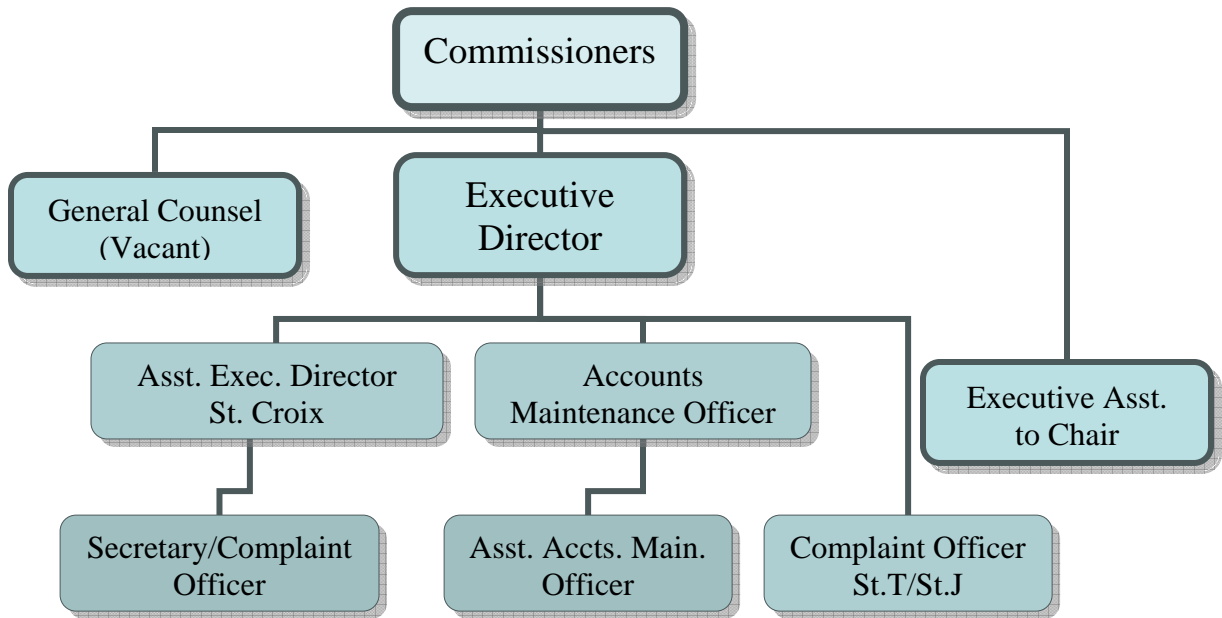 Commissioners
General Counsel
(Vacant)
Executive
Director
Asst. Exec. Director
St. Croix
Accounts
Maintenance Officer
Executive Asst.
to Chair
Secretary/Complaint
Officer
Asst. Accts. Main.
Officer
Complaint Officer
St.T/St.J